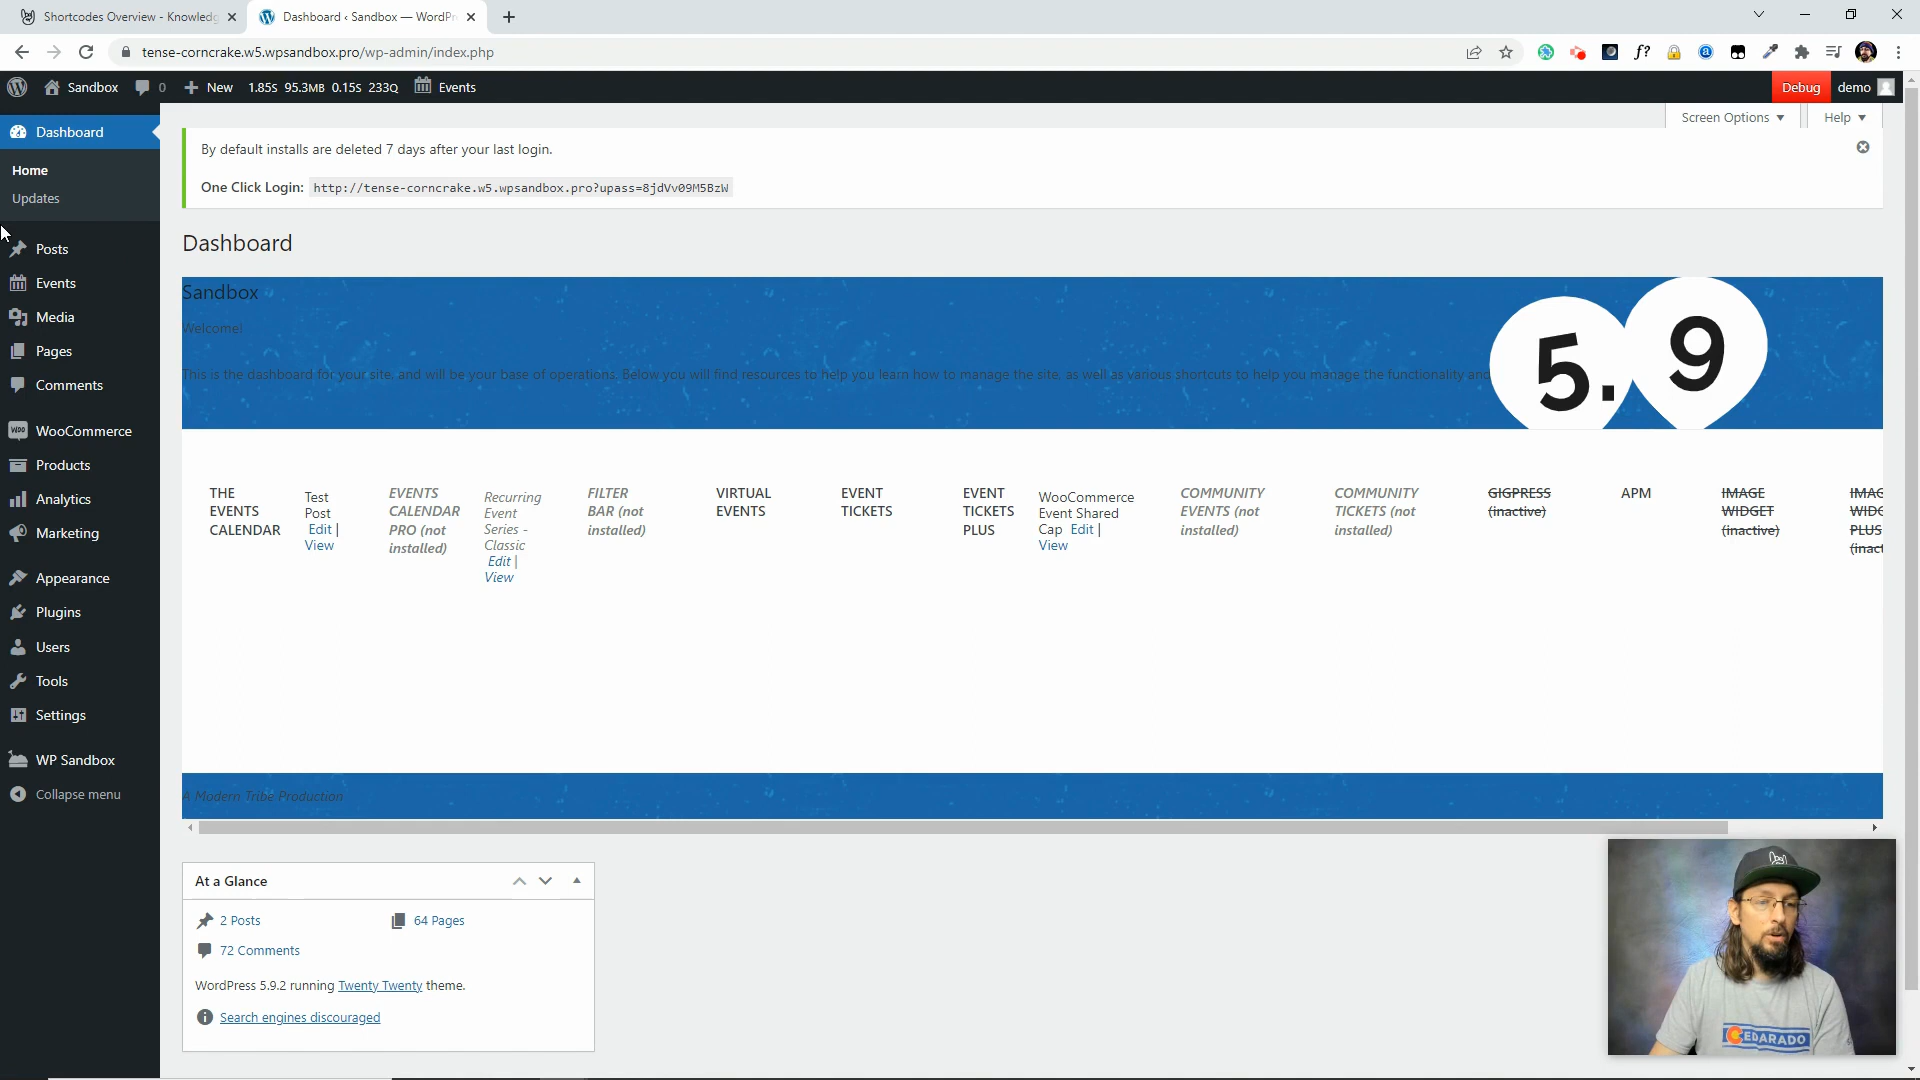 Shortcodes Overview - Knowledg
Dashboard ‹ Sandbox — WordPr
tense-corncrake.w5.wpsandbox.pro/wp-admin/index.php
f?
Sandbox 0 New 1.85s 95.3MB 0.15s 233Q Events
Debug demo
Dashboard
Home
Updates
Posts
Events
Media
Pages
Comments
WooCommerce
Products
Analytics
Marketing
Appearance
Plugins
Users
Tools
Settings
WP Sandbox
Collapse menu
Screen Options ▼ Help ▼
By default installs are deleted 7 days after your last login.
One Click Login: http://tense-corncrake.w5.wpsandbox.pro?upass=8jdVv09M5BzW
Dashboard
Sandbox
Welcome!
This is the dashboard for your site, and will be your base of operations. Below you will find resources to help you learn how to manage the site, as well as various shortcuts to help you manage the functionality and
5.9
THE
EVENTS
CALENDAR
Test
Post
Edit |
View
EVENTS
CALENDAR
PRO (not
installed)
Recurring
Event
Series -
Classic
Edit |
View
FILTER
BAR (not
installed)
VIRTUAL
EVENTS
EVENT
TICKETS
EVENT
TICKETS
PLUS
WooCommerce
Event Shared
Cap Edit |
View
COMMUNITY
EVENTS (not
installed)
COMMUNITY
TICKETS (not
installed)
GIGPRESS
(inactive)
APM
IMAGE
WIDGET
(inactive)
IMAG
WIDG
PLUS
(inact
A Modern Tribe Production
At a Glance
2 Posts
64 Pages
72 Comments
WordPress 5.9.2 running Twenty Twenty theme.
Search engines discouraged
CEDARADO